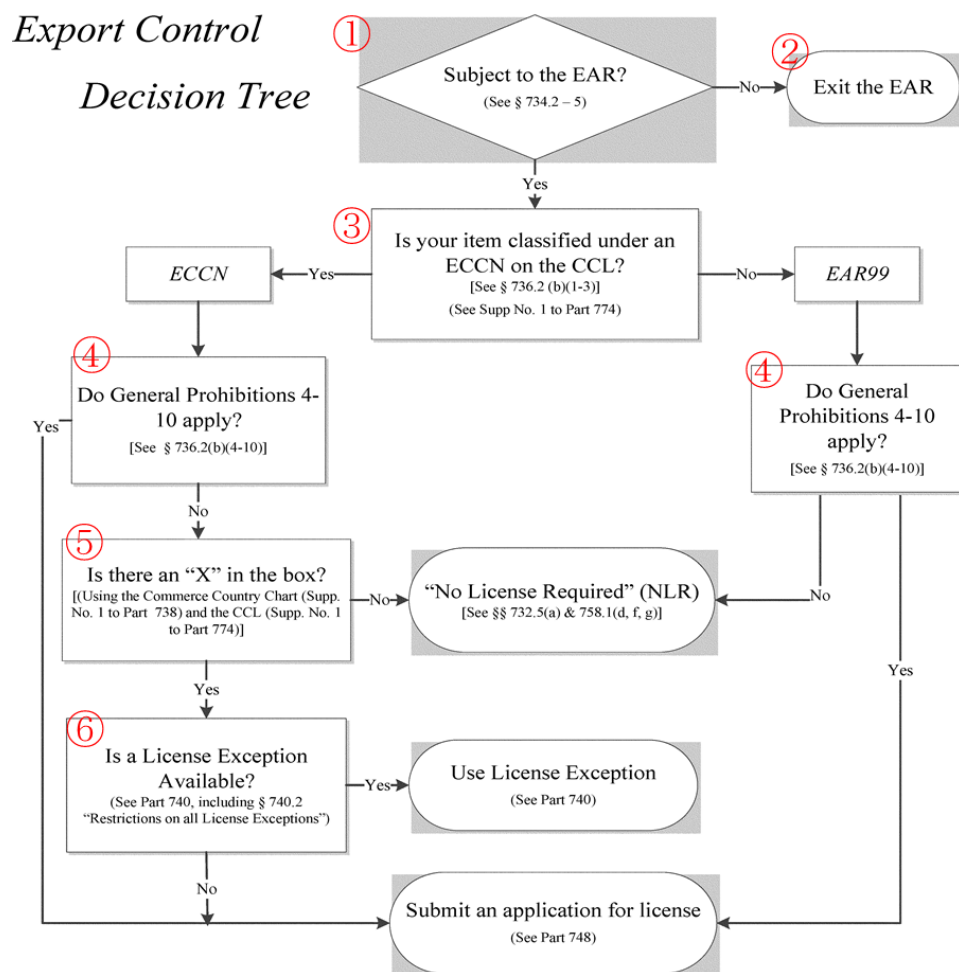 Export Control
Decision Tree
①
Subject to the EAR?
(See § 734.2 – 5)
No
②
Exit the EAR
Yes
③
Is your item classified under an
ECCN on the CCL?
[See § 736.2 (b)(1-3)]
(See Supp No. 1 to Part 774)
Yes
ECCN
No
EAR99
④
Do General Prohibitions 4-
10 apply?
[See § 736.2(b)(4-10)]
Yes
④
Do General
Prohibitions 4-10
apply?
[See § 736.2(b)(4-10)]
No
⑤
Is there an “X” in the box?
[(Using the Commerce Country Chart (Supp.
No. 1 to Part 738) and the CCL (Supp. No. 1
to Part 774)]
No
“No License Required” (NLR)
[See §§ 732.5(a) & 758.1(d, f, g)]
No
Yes
Yes
⑥
Is a License Exception
Available?
(See Part 740, including § 740.2
“Restrictions on all License Exceptions”)
Yes
Use License Exception
(See Part 740)
No
Submit an application for license
(See Part 748)